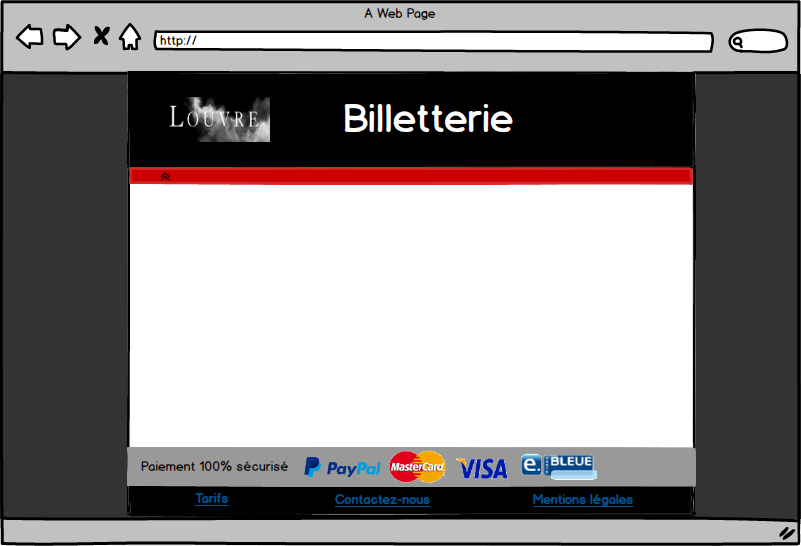 A Web Page
http://
LOUVRE
Billetterie
Paiement 100% sécurisé
PayPal
MasterCard
VISA
e. BLEUE
Tarifs
Contactez-nous
Mentions légales